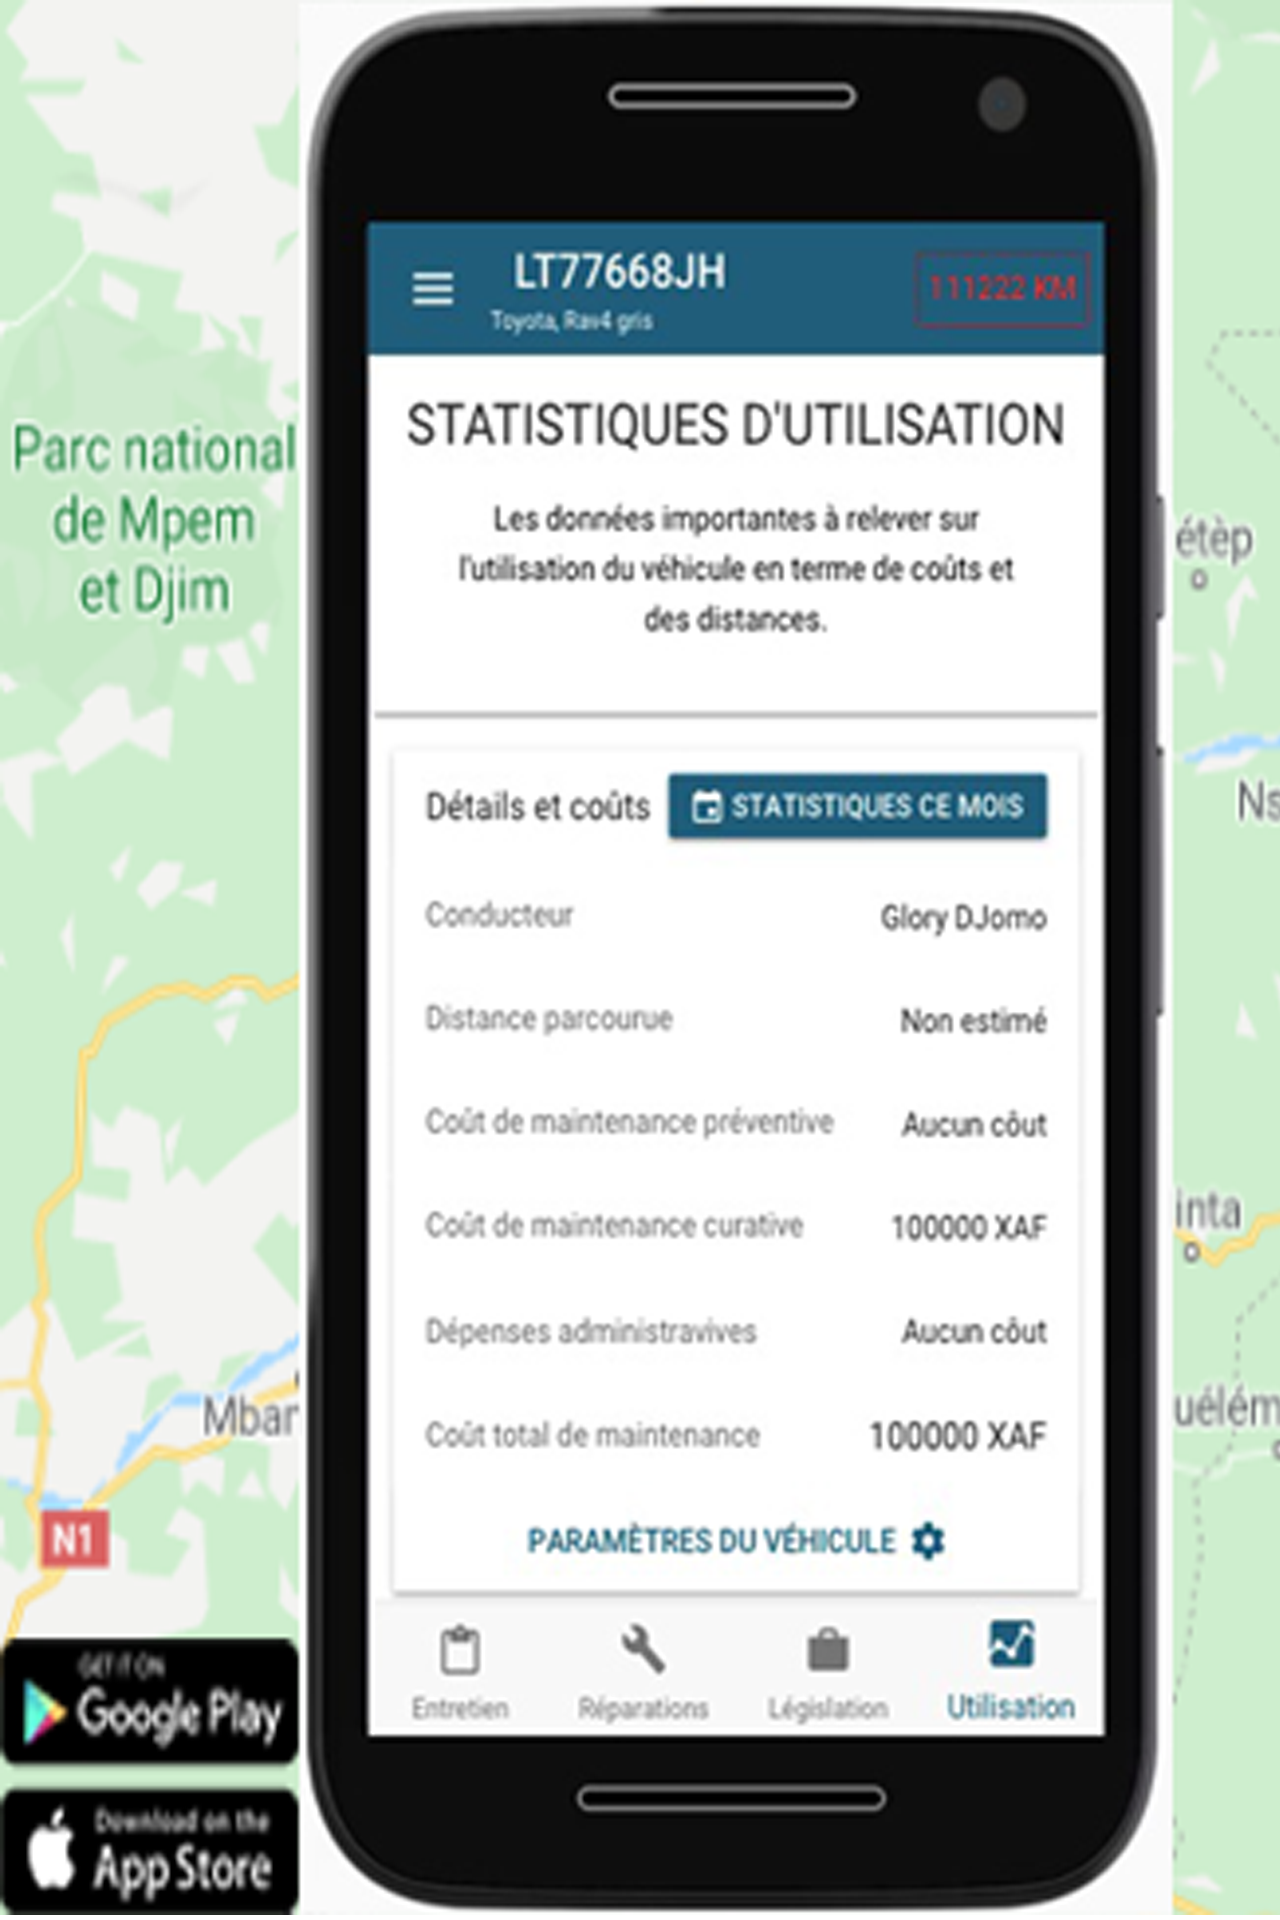 LT77668JH
Toyota, Rav4 gris
111222 KM
STATISTIQUES D'UTILISATION
Les données importantes à relever sur
l'utilisation du véhicule en terme de coûts et
des distances.
Détails et coûts
STATISTIQUES CE MOIS
Conducteur
Glory DJomo
Distance parcourue
Non estimé
Coût de maintenance préventive
Aucun côut
Coût de maintenance curative
100000 XAF
Dépenses administravives
Aucun côut
Coût total de maintenance
100000 XAF
PARAMÈTRES DU VÉHICULE
Entretien
Réparations
Législation
Utilisation
Parc national
de Mpem
et Djim
Mbar
N1
GET IT ON
Google Play
Download on the
App Store
étèp
Ns
inta
uélém